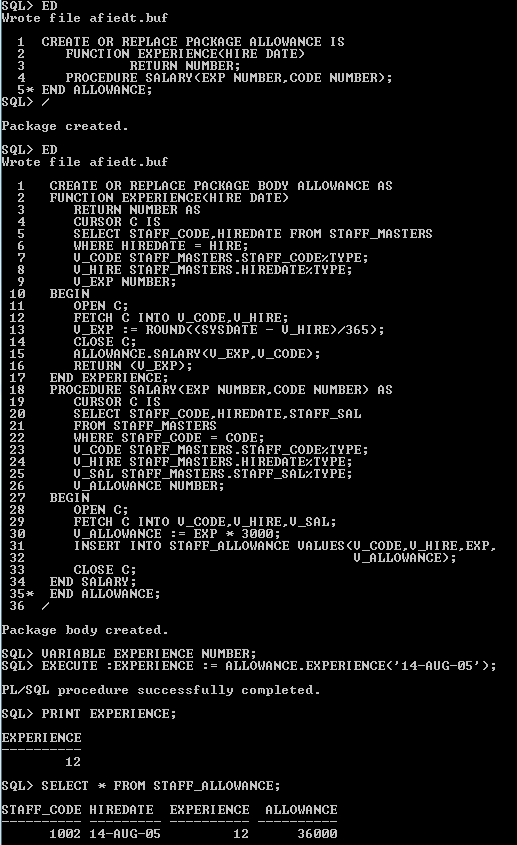 SQL> ED
Wrote file afiedt.buf
1 CREATE OR REPLACE PACKAGE ALLOWANCE IS
2 FUNCTION EXPERIENCE(HIRE DATE)
3 RETURN NUMBER;
4 PROCEDURE SALARY(EXP NUMBER,CODE NUMBER);
5* END ALLOWANCE;
SQL> /
Package created.
SQL> ED
Wrote file afiedt.buf
1 CREATE OR REPLACE PACKAGE BODY ALLOWANCE AS
2 FUNCTION EXPERIENCE(HIRE DATE)
3 RETURN NUMBER AS
4 CURSOR C IS
5 SELECT STAFF_CODE,HIREDATE FROM STAFF_MASTERS
6 WHERE HIREDATE = HIRE;
7 V_CODE STAFF_MASTERS.STAFF_CODE%TYPE;
8 V_HIRE STAFF_MASTERS.HIREDATE%TYPE;
9 V_EXP NUMBER;
10 BEGIN
11 OPEN C;
12 FETCH C INTO V_CODE,V_HIRE;
13 V_EXP := ROUND((SYSDATE - V_HIRE)/365);
14 CLOSE C;
15 ALLOWANCE.SALARY(V_EXP,V_CODE);
16 RETURN (V_EXP);
17 END EXPERIENCE;
18 PROCEDURE SALARY(EXP NUMBER,CODE NUMBER) AS
19 CURSOR C IS
20 SELECT STAFF_CODE,HIREDATE,STAFF_SAL
21 FROM STAFF_MASTERS
22 WHERE STAFF_CODE = CODE;
23 V_CODE STAFF_MASTERS.STAFF_CODE%TYPE;
24 V_HIRE STAFF_MASTERS.HIREDATE%TYPE;
25 V_SAL STAFF_MASTERS.STAFF_SAL%TYPE;
26 V_ALLOWANCE NUMBER;
27 BEGIN
28 OPEN C;
29 FETCH C INTO V_CODE,V_HIRE,V_SAL;
30 V_ALLOWANCE := EXP * 3000;
31 INSERT INTO STAFF_ALLOWANCE VALUES(V_CODE,V_HIRE,EXP,
32 V_ALLOWANCE);
33 CLOSE C;
34 END SALARY;
35* END ALLOWANCE;
36 /
Package body created.
SQL> VARIABLE EXPERIENCE NUMBER;
SQL> EXECUTE :EXPERIENCE := ALLOWANCE.EXPERIENCE('14-AUG-05');
PL/SQL procedure successfully completed.
SQL> PRINT EXPERIENCE;
EXPERIENCE
----------
12
SQL> SELECT * FROM STAFF_ALLOWANCE;
STAFF_CODE HIREDATE EXPERIENCE ALLOWANCE
---------- --------- ---------- ----------
1002 14-AUG-05 12 36000